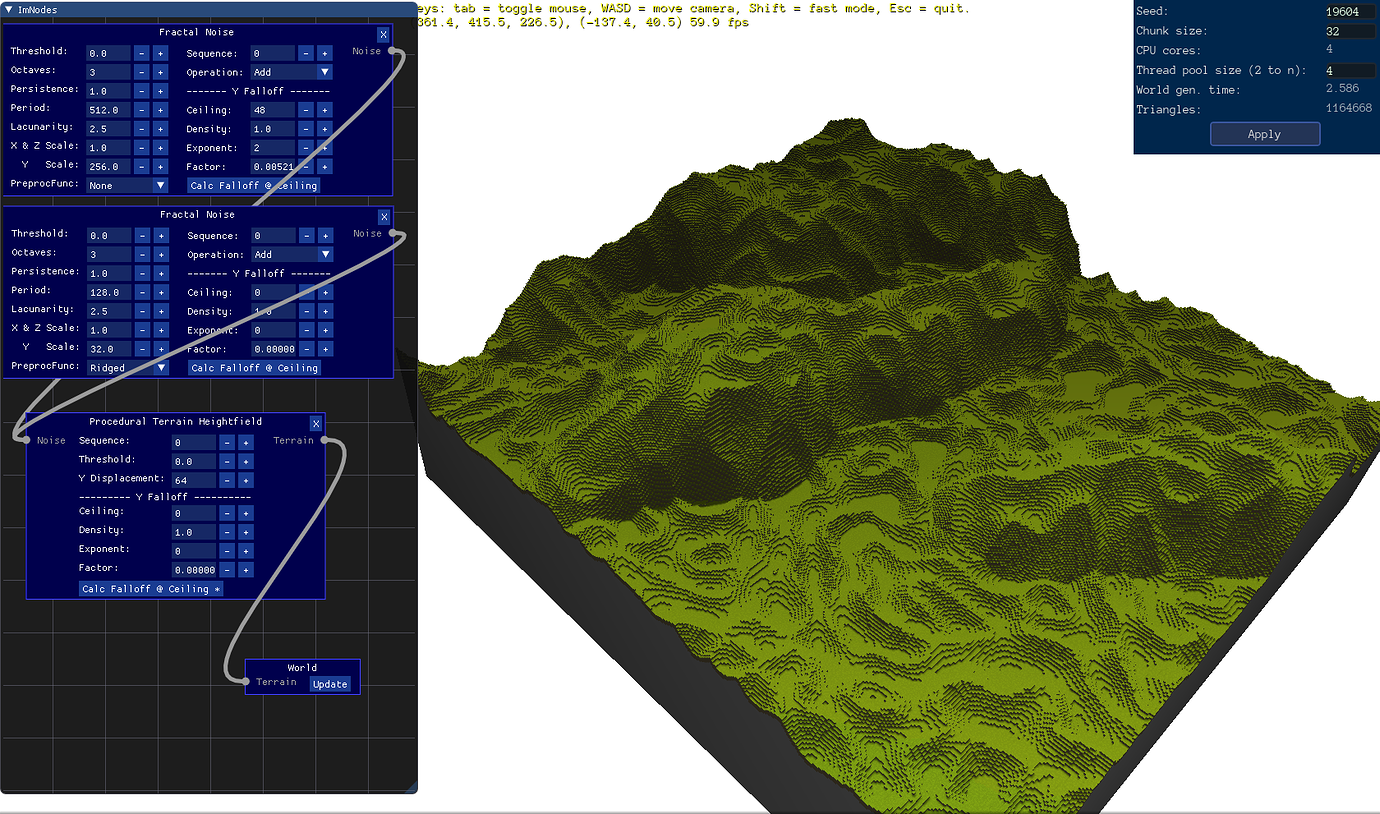 ▼ ImNodes
eys: tab = toggle mouse, WASD = move camera, Shift = fast mode, Esc = quit.
361.4, 415.5, 226.5), (-137.4, 40.5) 59.9 fps
Seed: 19604
Chunk size: 32
CPU cores: 4
Thread pool size (2 to n): 4
World gen. time: 2.586
Triangles: 1164668
Apply
Fractal Noise X
Threshold: 0.0 - + Sequence: 0 - + Noise
Octaves: 3 - + Operation: Add ▼
Persistence: 1.0 - + ------- Y Falloff -------
Period: 512.0 - + Ceiling: 48 - +
Lacunarity: 2.5 - + Density: 1.0 - +
X & Z Scale: 1.0 - + Exponent: 2 - +
Y Scale: 256.0 - + Factor: 0.00521 - +
PreprocFunc: None ▼ Calc Falloff @ Ceiling
Fractal Noise X
Threshold: 0.0 - + Sequence: 0 - + Noise
Octaves: 3 - + Operation: Add ▼
Persistence: 1.0 - + ------- Y Falloff -------
Period: 128.0 - + Ceiling: 0 - +
Lacunarity: 2.5 - + Density: 1.0 - +
X & Z Scale: 1.0 - + Exponent: 0 - +
Y Scale: 32.0 - + Factor: 0.00000 - +
PreprocFunc: Ridged ▼ Calc Falloff @ Ceiling
Procedural Terrain Heightfield X
Noise Sequence: 0 - + Terrain
Threshold: 0.0 - +
Y Displacement: 64 - +
--------- Y Falloff ----------
Ceiling: 0 - +
Density: 1.0 - +
Exponent: 0 - +
Factor: 0.00000 - +
Calc Falloff @ Ceiling *
World
Terrain Update